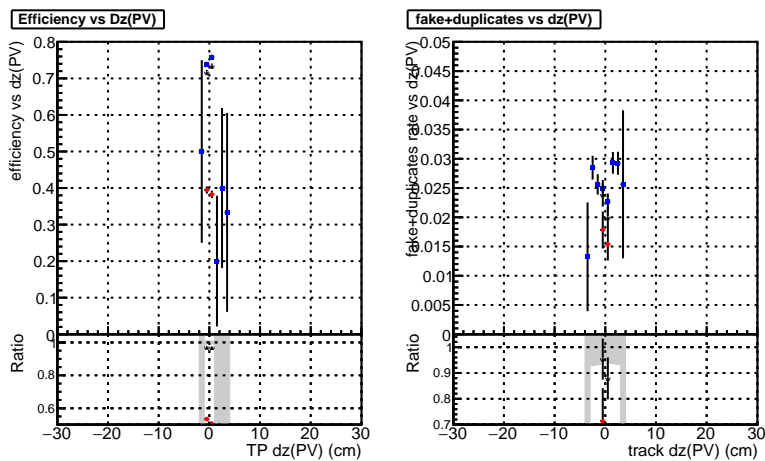 Efficiency vs Dz(PV)
efficiency vs dz(PV)
0.8
0.7
0.6
0.5
0.4
0.3
0.2
0.1
0
Ratio
1
0.8
0.6
−30 −20 −10 0 10 20 30
TP dz(PV) (cm)
fake+duplicates vs dz(PV)
fake+duplicates rate vs dz(PV)
0.05
0.045
0.04
0.035
0.03
0.025
0.02
0.015
0.01
0.005
0
Ratio
1
0.9
0.8
0.7
−30 −20 −10 0 10 20 30
track dz(PV) (cm)